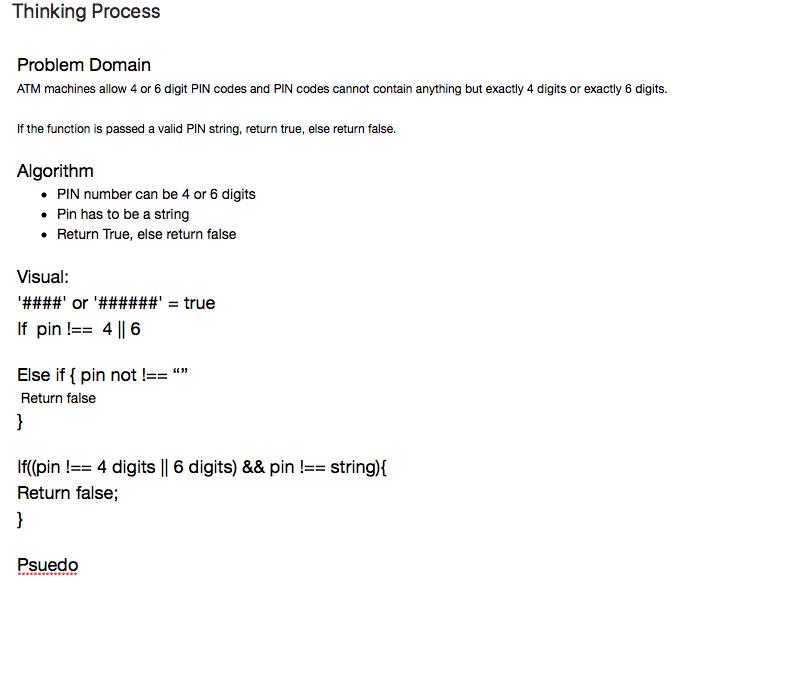 Thinking Process
Problem Domain
ATM machines allow 4 or 6 digit PIN codes and PIN codes cannot contain anything but exactly 4 digits or exactly 6 digits.
If the function is passed a valid PIN string, return true, else return false.
Algorithm
• PIN number can be 4 or 6 digits
• Pin has to be a string
• Return True, else return false
Visual:
'####' or '######' = true
If  pin !==  4 || 6
Else if { pin not !== “”
Return false
}
If((pin !== 4 digits || 6 digits) && pin !== string){
Return false;
}
Psuedo